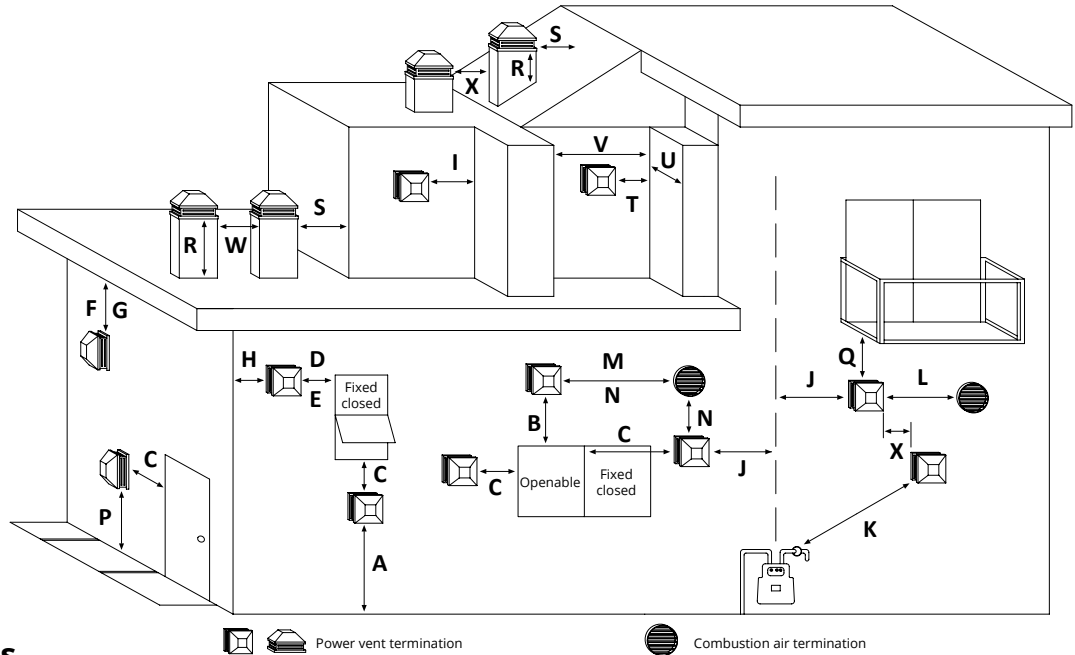 S
R
X
V
I
U
T
S
R
W
F G
Q
H D
M
J L
E
Fixed
closed
N
B
N
C
X
C
C
C
Openable
Fixed
closed
J
P
K
A
Power vent termination
Combustion air termination
s